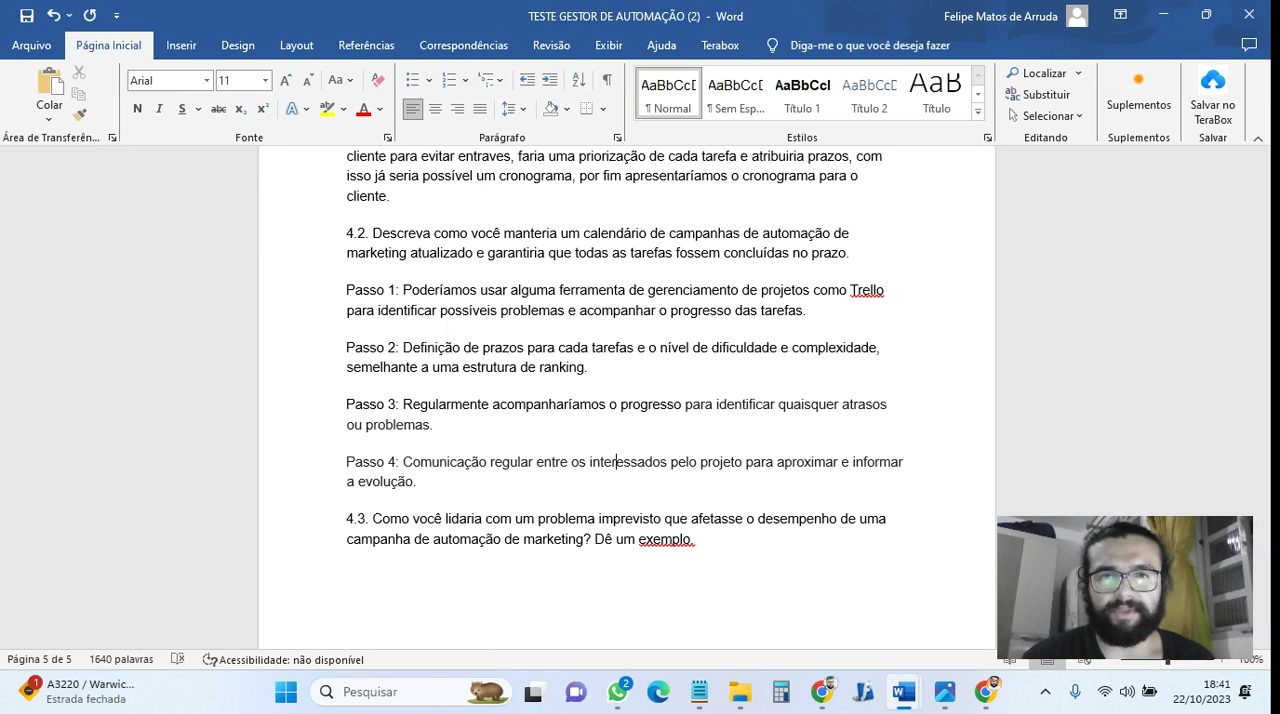 TESTE GESTOR DE AUTOMAÇÃO (2) - Word
Felipe Matos de Arruda
Arquivo
Página Inicial
Inserir
Design
Layout
Referências
Correspondências
Revisão
Exibir
Ajuda
Terabox
Diga-me o que você deseja fazer
Colar
Área de Transferên...
Arial
11
Aa
N I S abc x₂ x²
A
A
Fonte
Parágrafo
AaBbCcD
¶ Normal
AaBbCcD
¶ Sem Esp...
AaBbCcI
Título 1
AaBbCcD
Título 2
AaB
Título
Estilos
Localizar
Substituir
Selecionar
Editando
Suplementos
Suplementos
Salvar no
TeraBox
Salvar
cliente para evitar entraves, faria uma priorização de cada tarefa e atribuiria prazos, com
isso já seria possível um cronograma, por fim apresentaríamos o cronograma para o
cliente.
4.2. Descreva como você manteria um calendário de campanhas de automação de
marketing atualizado e garantiria que todas as tarefas fossem concluídas no prazo.
Passo 1: Poderíamos usar alguma ferramenta de gerenciamento de projetos como Trello
para identificar possíveis problemas e acompanhar o progresso das tarefas.
Passo 2: Definição de prazos para cada tarefas e o nível de dificuldade e complexidade,
semelhante a uma estrutura de ranking.
Passo 3: Regularmente acompanharíamos o progresso para identificar quaisquer atrasos
ou problemas.
Passo 4: Comunicação regular entre os interessados pelo projeto para aproximar e informar
a evolução.
4.3. Como você lidaria com um problema imprevisto que afetasse o desempenho de uma
campanha de automação de marketing? Dê um exemplo.
Página 5 de 5
1640 palavras
Acessibilidade: não disponível
100%
1
A3220 / Warwic...
Estrada fechada
Pesquisar
2
18:41
22/10/2023